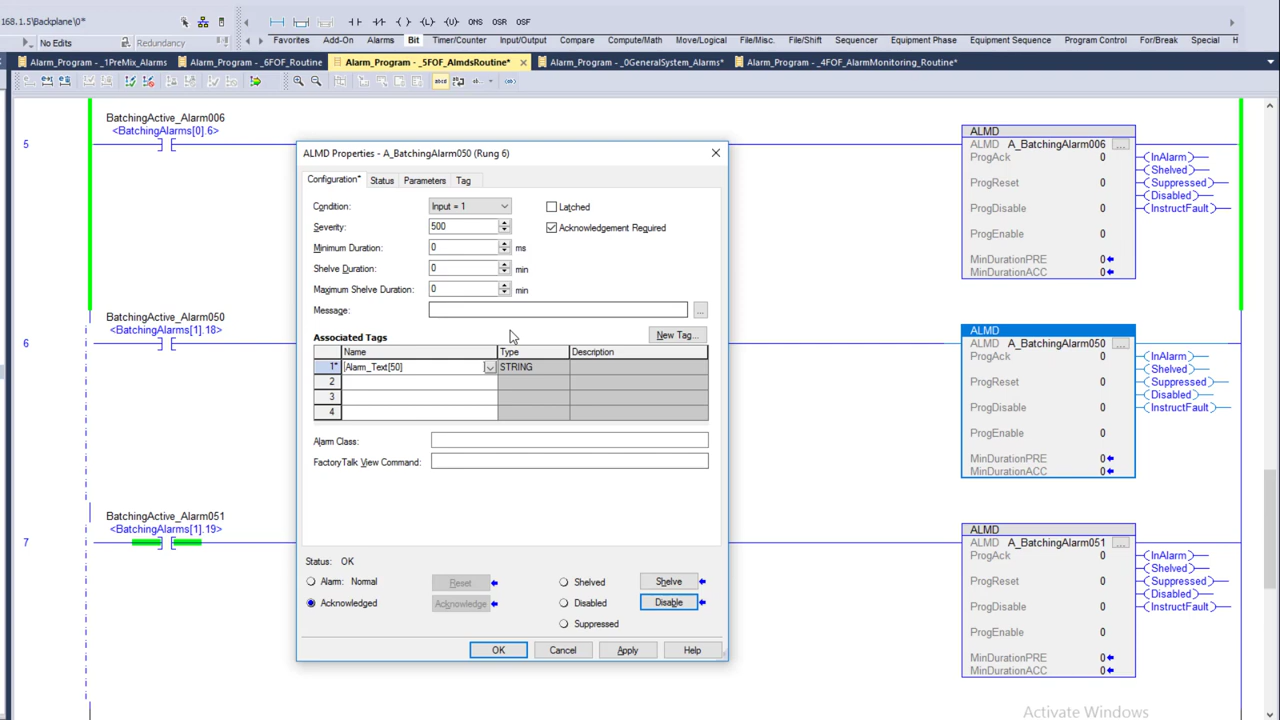 168.1.5\Backplane\0*
ONS OSR OSF
No Edits
Redundancy
Favorites Add-On Alarms Bit Timer/Counter Input/Output Compare Compute/Math Move/Logical File/Misc. File/Shift Sequencer Equipment Phase Equipment Sequence Program Control For/Break Special H
Alarm_Program - _1PreMix_Alarms
Alarm_Program - _6FOF_Routine
Alarm_Program - _5FOF_AlmdsRoutine*
Alarm_Program - _0GeneralSystem_Alarms*
Alarm_Program - _4FOF_AlarmMonitoring_Routine*
BatchingActive_Alarm006
<BatchingAlarms[0].6>
5
ALMD
ALMD A_BatchingAlarm006 ...
ProgAck 0
ProgReset 0
ProgDisable 0
ProgEnable 0
MinDurationPRE 0
MinDurationACC 0
InAlarm
Shelved
Suppressed
Disabled
InstructFault
ALMD Properties - A_BatchingAlarm050 (Rung 6)
Configuration* Status Parameters Tag
Condition: Input = 1
Latched
Severity: 500
Acknowledgement Required
Minimum Duration: 0 ms
Shelve Duration: 0 min
Maximum Shelve Duration: 0 min
Message: ...
Associated Tags
New Tag...
Name Type Description
1* Alarm_Text[50] STRING
2
3
4
Alarm Class:
FactoryTalk View Command:
Status: OK
Alarm: Normal Reset Shelved Shelve
Acknowledged Acknowledge Disabled Disable
Suppressed
OK Cancel Apply Help
BatchingActive_Alarm050
<BatchingAlarms[1].18>
6
ALMD
ALMD A_BatchingAlarm050 ...
ProgAck 0
ProgReset 0
ProgDisable 0
ProgEnable 0
MinDurationPRE 0
MinDurationACC 0
InAlarm
Shelved
Suppressed
Disabled
InstructFault
BatchingActive_Alarm051
<BatchingAlarms[1].19>
7
ALMD
ALMD A_BatchingAlarm051 ...
ProgAck 0
ProgReset 0
ProgDisable 0
ProgEnable 0
MinDurationPRE 0
MinDurationACC 0
InAlarm
Shelved
Suppressed
Disabled
InstructFault
Activate Windows